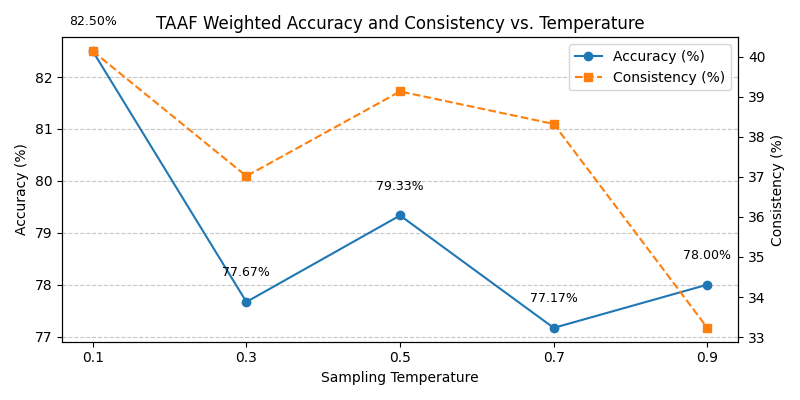 TAAF Weighted Accuracy and Consistency vs. Temperature
82.50%
Accuracy (%)
Consistency (%)
77.67%
79.33%
77.17%
78.00%
82
81
80
79
78
77
Accuracy (%)
40
39
38
37
36
35
34
33
Consistency (%)
0.1 0.3 0.5 0.7 0.9
Sampling Temperature